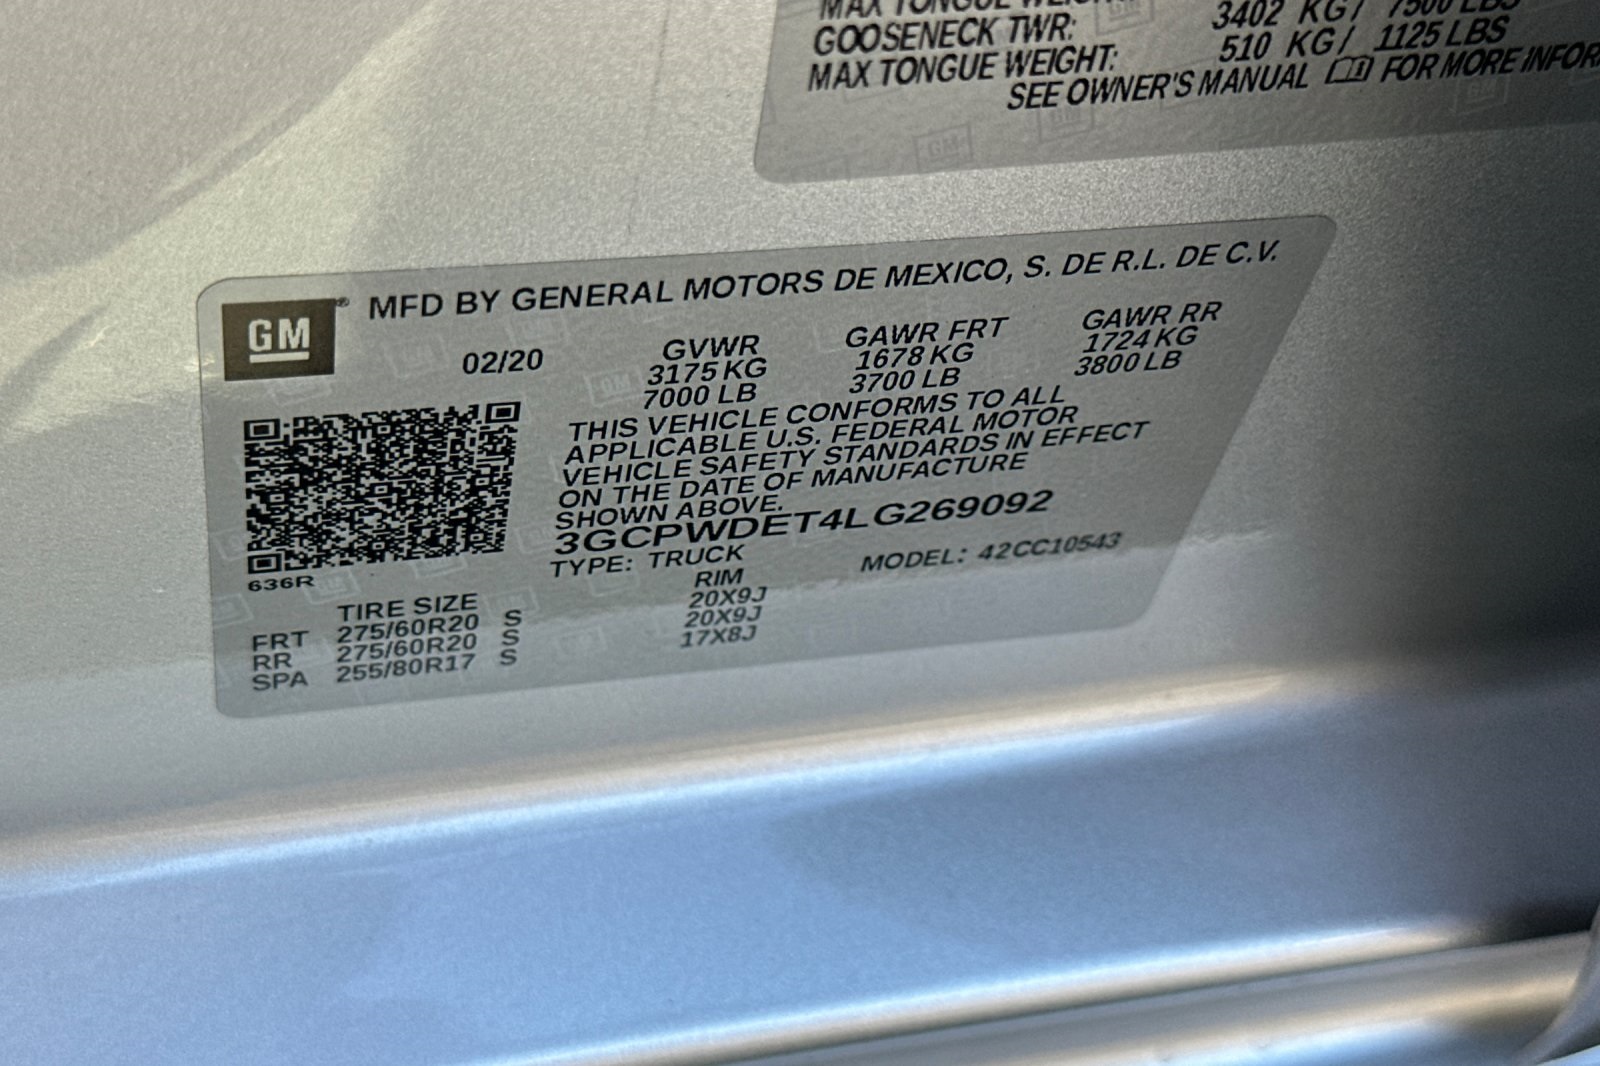 MAX TONGUE WEIGHT:
GOOSENECK TWR: 3402 KG/ 7500 LBS
MAX TONGUE WEIGHT: 510 KG/ 1125 LBS
SEE OWNER'S MANUAL FOR MORE INFOR
GM
GM® MFD BY GENERAL MOTORS DE MEXICO, S. DE R.L. DE C.V.
02/20 GVWR GAWR FRT GAWR RR
3175 KG 1678 KG 1724 KG
7000 LB 3700 LB 3800 LB
THIS VEHICLE CONFORMS TO ALL
APPLICABLE U.S. FEDERAL MOTOR
VEHICLE SAFETY STANDARDS IN EFFECT
ON THE DATE OF MANUFACTURE
SHOWN ABOVE.
3GCPWDET4LG269092
TYPE: TRUCK MODEL: 42CC10543
636R
TIRE SIZE RIM
FRT 275/60R20 S 20X9J
RR 275/60R20 S 20X9J
SPA 255/80R17 S 17X8J